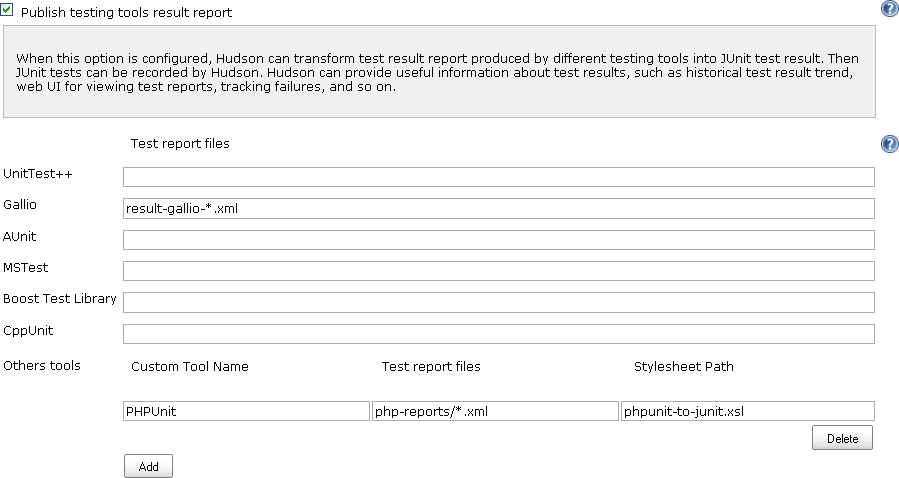 Publish testing tools result report
?
When this option is configured, Hudson can transform test result report produced by different testing tools into JUnit test result. Then
JUnit tests can be recorded by Hudson. Hudson can provide useful information about test results, such as historical test result trend,
web UI for viewing test reports, tracking failures, and so on.
Test report files
?
UnitTest++
Gallio result-gallio-*.xml
AUnit
MSTest
Boost Test Library
CppUnit
Others tools Custom Tool Name Test report files Stylesheet Path
PHPUnit php-reports/*.xml phpunit-to-junit.xsl
Delete
Add